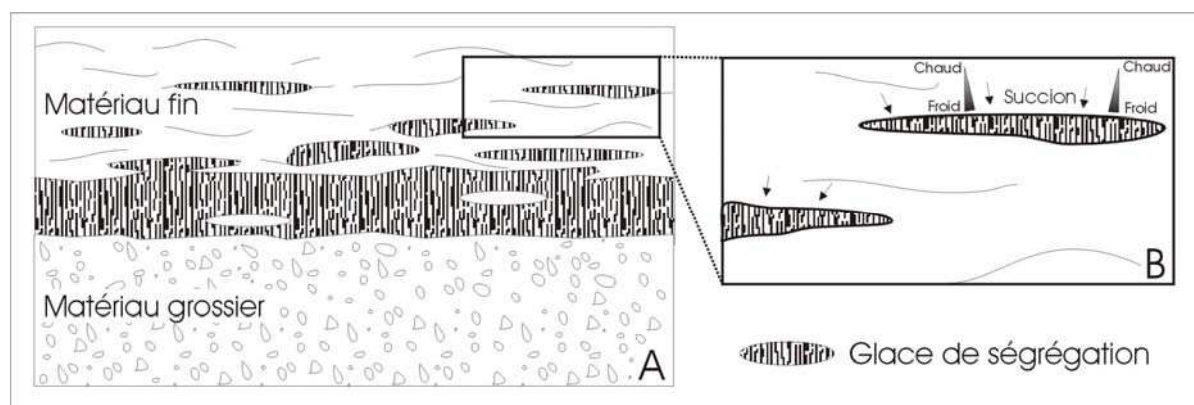 Matériau fin
Matériau grossier
A
Chaud
Chaud
Succion
Froid
Froid
B
Glace de ségrégation